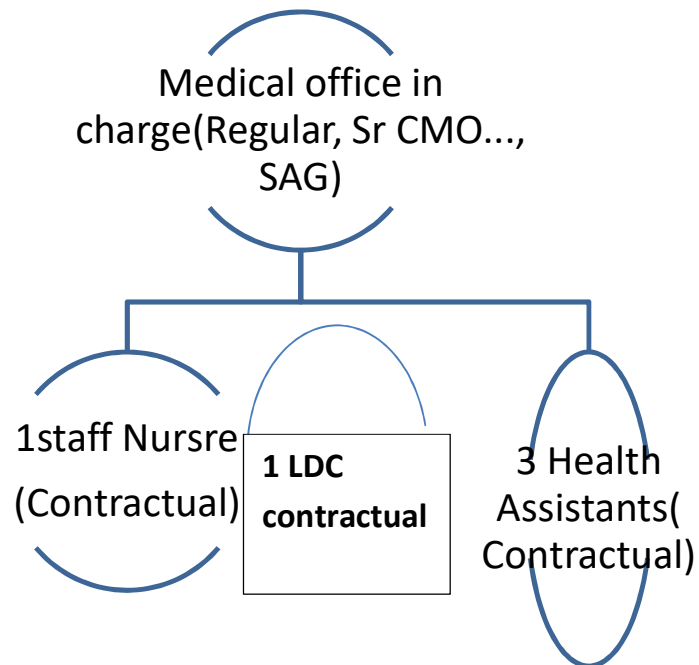 Medical office in
charge(Regular, Sr CMO...,
SAG)
1staff Nursre
(Contractual)
1 LDC
contractual
3 Health
Assistants(
Contractual)